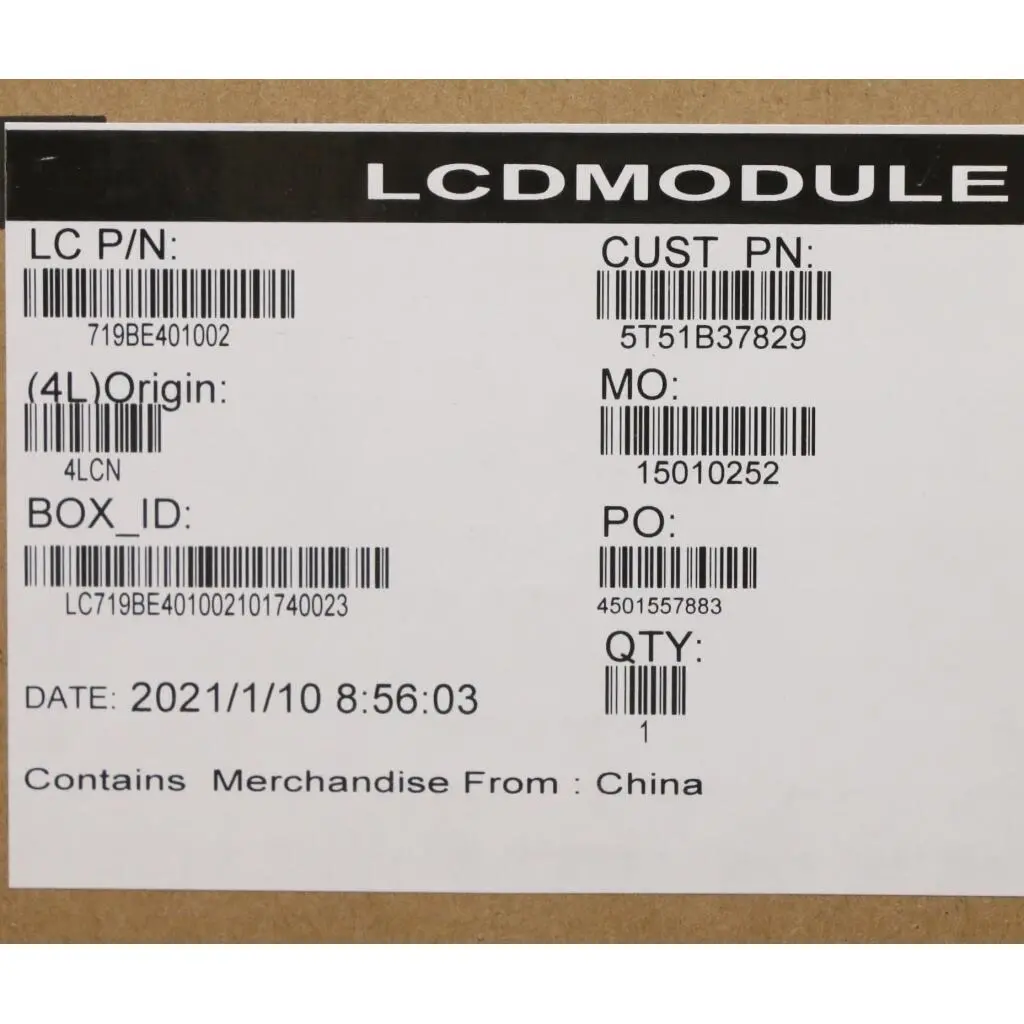 LCDMODULE
LC P/N:
719BE401002
(4L)Origin:
4LCN
BOX_ID:
LC719BE401002101740023
DATE: 2021/1/10 8:56:03
CUST PN:
5T51B37829
MO:
15010252
PO:
4501557883
QTY:
1
Contains Merchandise From : China